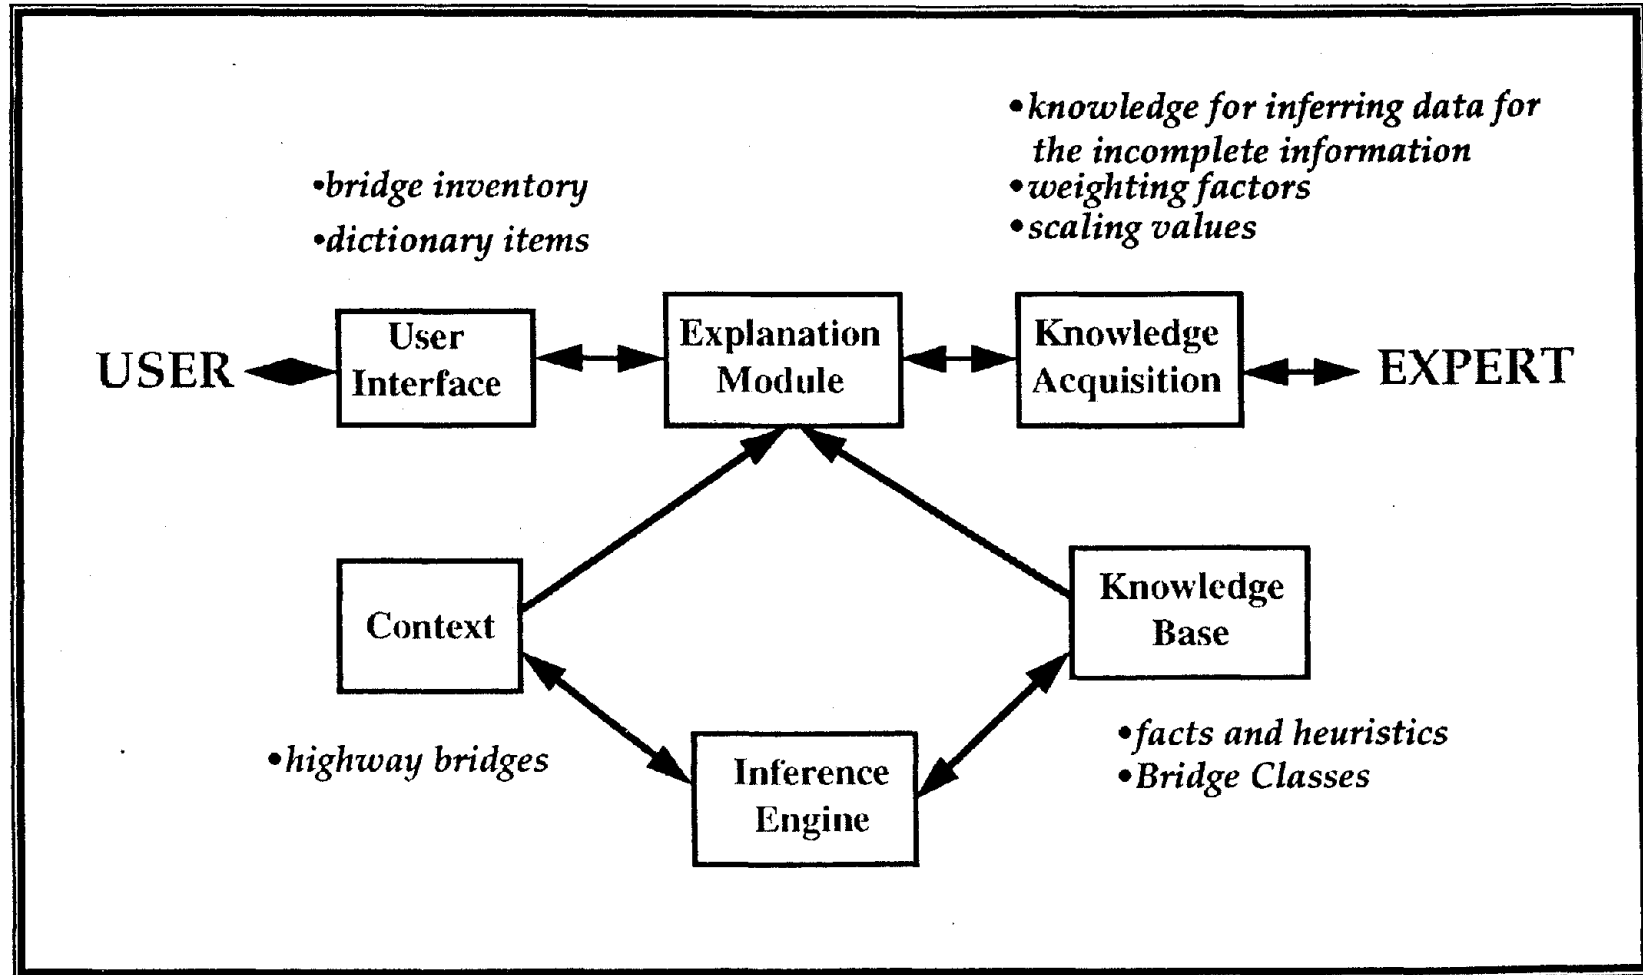 •knowledge for inferring data for
the incomplete information
•weighting factors
•scaling values
•bridge inventory
•dictionary items
USER
User
Interface
Explanation
Module
Knowledge
Acquisition
EXPERT
Context
Knowledge
Base
•highway bridges
Inference
Engine
•facts and heuristics
•Bridge Classes